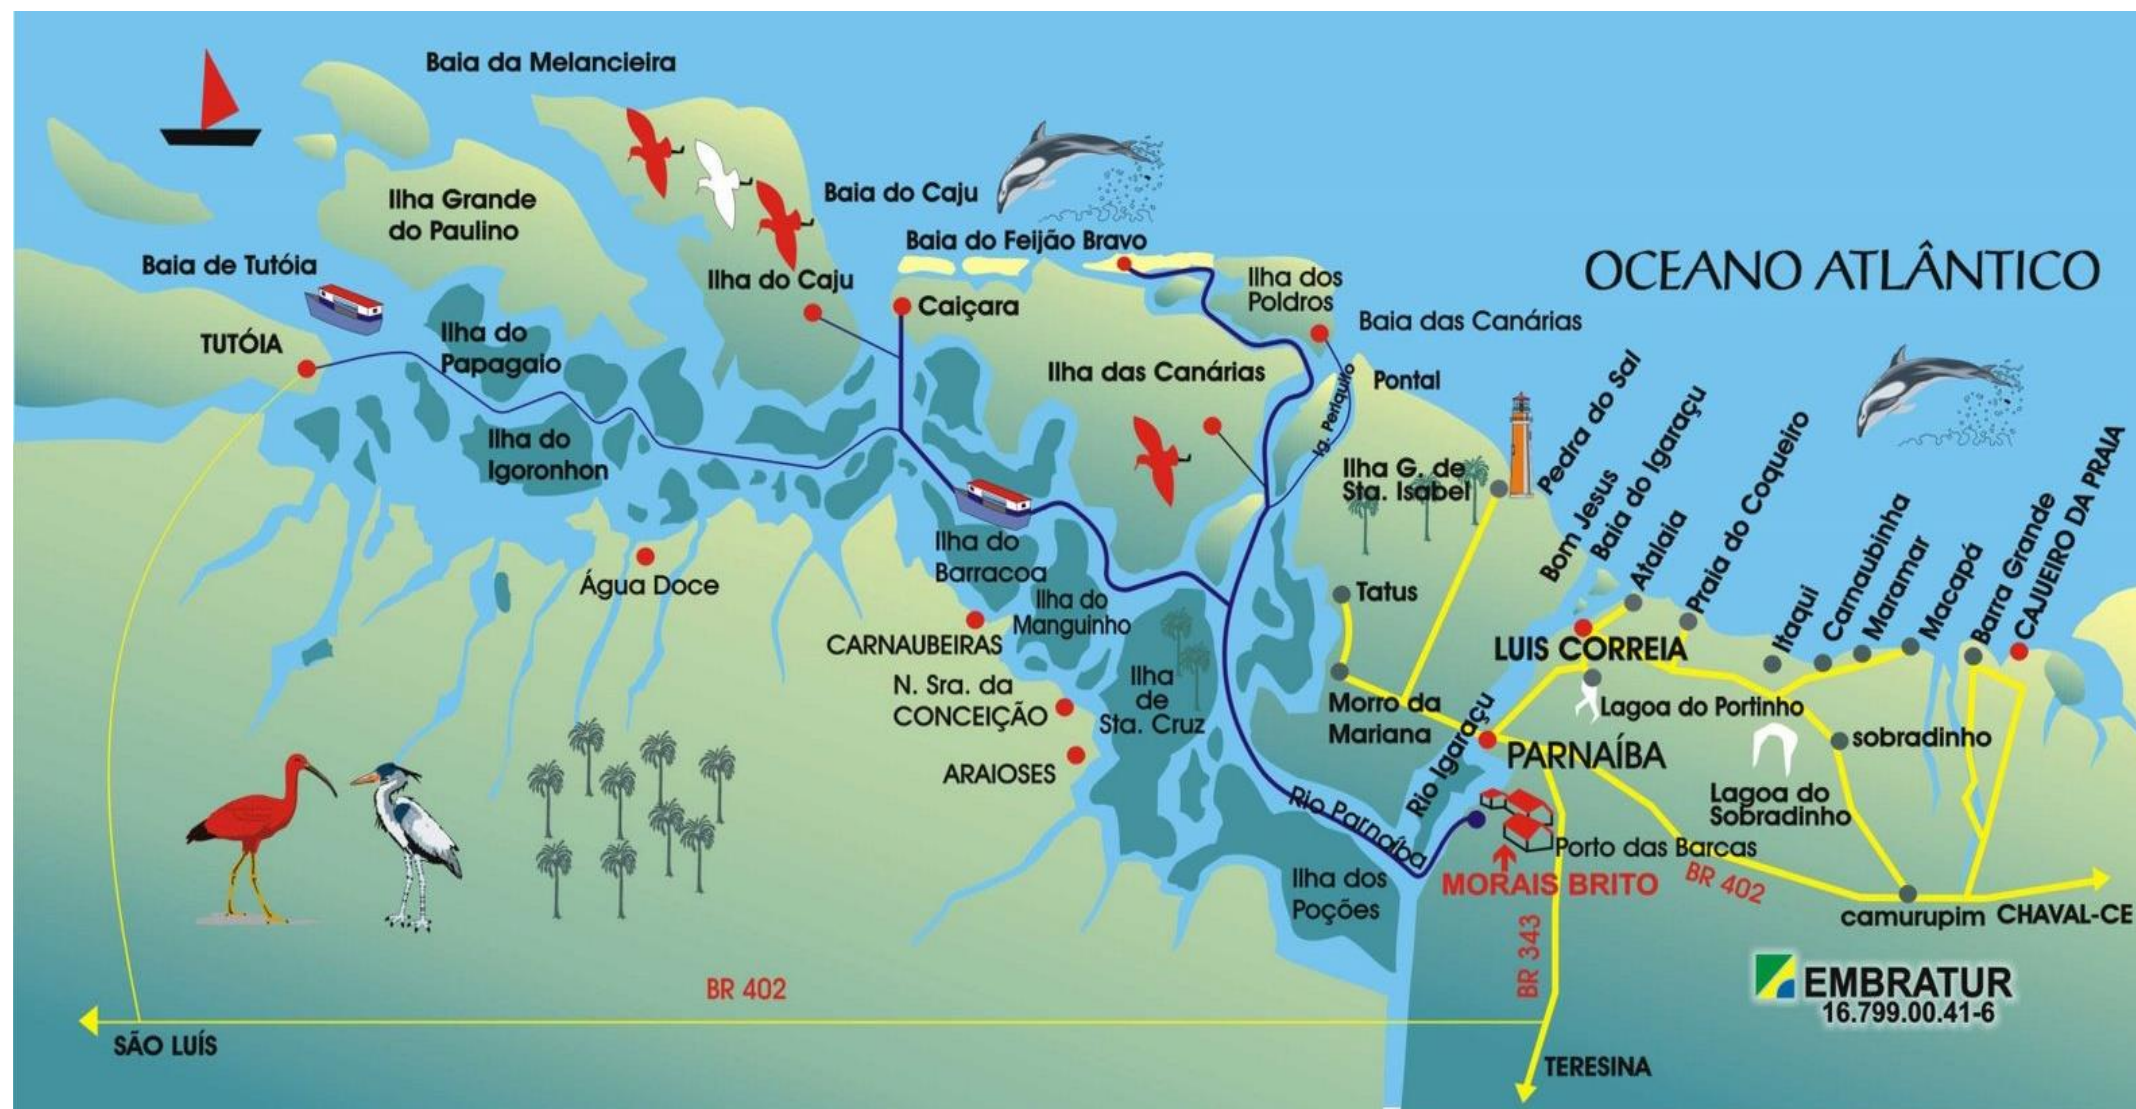 Baia da Melancieira
Ilha Grande
do Paulino
Baia do Caju
Baia do Feijão Bravo
Baia de Tutóia
Ilha do Caju
Caiçara
Ilha dos
Poldros
OCEANO ATLÂNTICO
Baia das Canárias
TUTÓIA
Ilha do
Papagaio
Ilha das Canárias
Ig. Periquito
Pontal
Ilha do
Igoronhon
Ilha G. de
Sta. Isabel
Pedra do Sal
Bom Jesus
Baia do Igaraçu
Atalaia
Praia do Coqueiro
Itaqui
Carnaubinha
Maramar
Macapá
Barra Grande
CAJUEIRO DA PRAIA
Água Doce
Ilha do
Barracoa
Ilha do
Manguinho
CARNAUBEIRAS
Tatus
LUIS CORREIA
N. Sra. da
CONCEIÇÃO
Ilha
de
Sta. Cruz
Morro da
Mariana
Rio Igaraçu
Lagoa do Portinho
PARNAÍBA
sobradinho
ARAIOSES
Lagoa do
Sobradinho
Rio Parnaíba
Porto das Barcas
MORAIS BRITO
BR 402
Ilha dos
Poções
camurupim
CHAVAL-CE
BR 343
BR 402
EMBRATUR
16.799.00.41-6
SÃO LUÍS
TERESINA